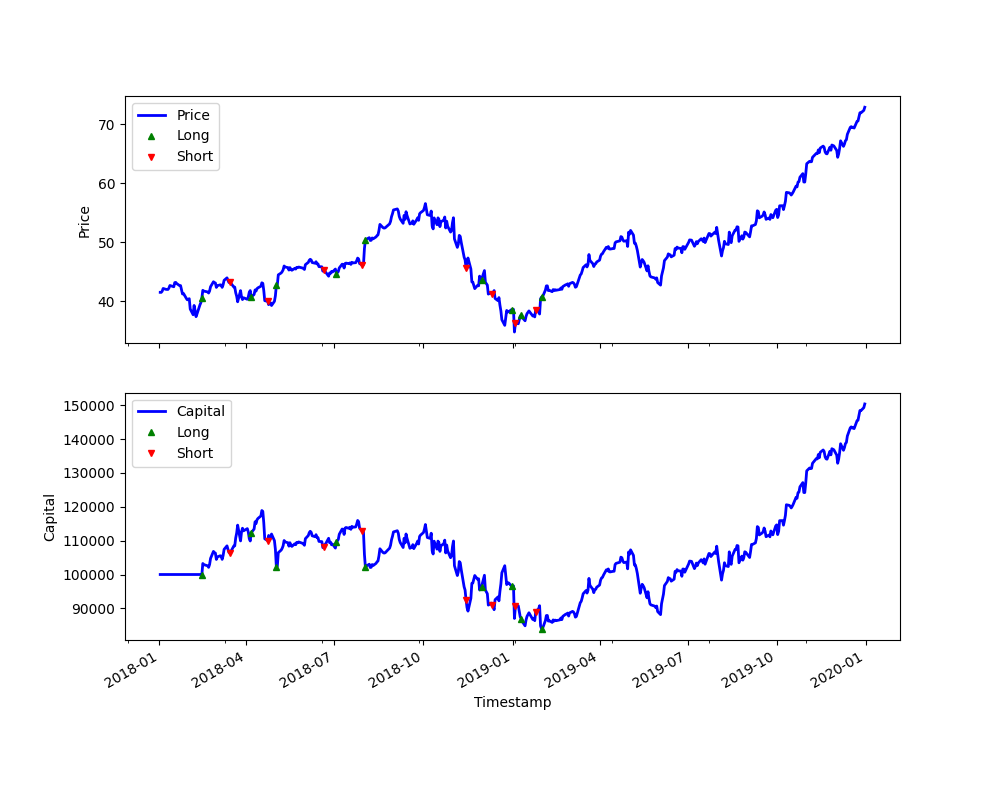 Price
Long
Short
70
60
50
40
Price
Capital
Long
Short
150000
140000
130000
120000
110000
100000
90000
Capital
2018-01
2018-04
2018-07
2018-10
2019-01
2019-04
2019-07
2019-10
2020-01
Timestamp